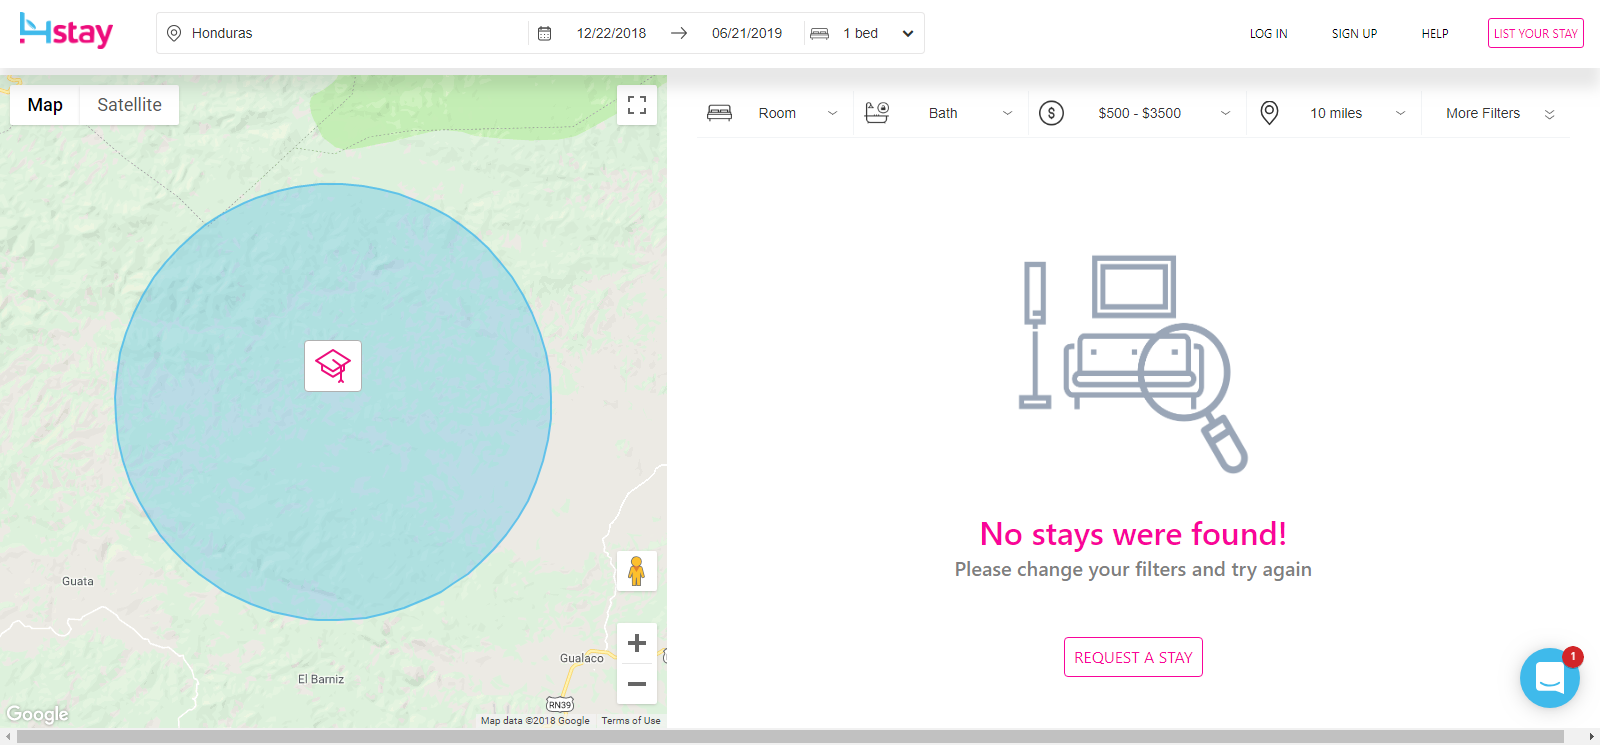 4stay
Honduras
12/22/2018
06/21/2019
1 bed
LOG IN
SIGN UP
HELP
LIST YOUR STAY
Map
Satellite
Room
Bath
$500 - $3500
10 miles
More Filters
$
No stays were found!
Please change your filters and try again
REQUEST A STAY
1
Guata
Gualaco
El Barniz
RN39
Google
Map data ©2018 Google
Terms of Use